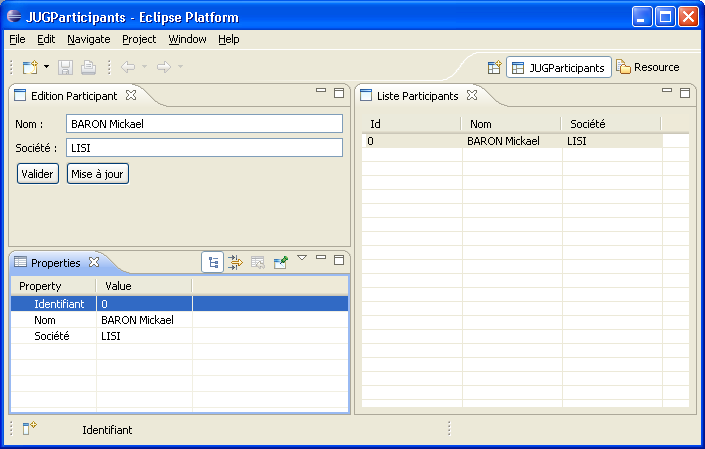 JUGParticipants - Eclipse Platform
File Edit Navigate Project Window Help
JUGParticipants Resource
Edition Participant
Nom : BARON Mickael
Société : LISI
Valider Mise à jour
Liste Participants
Id Nom Société
0 BARON Mickael LISI
Properties
Property Value
Identifiant 0
Nom BARON Mickael
Société LISI
Identifiant